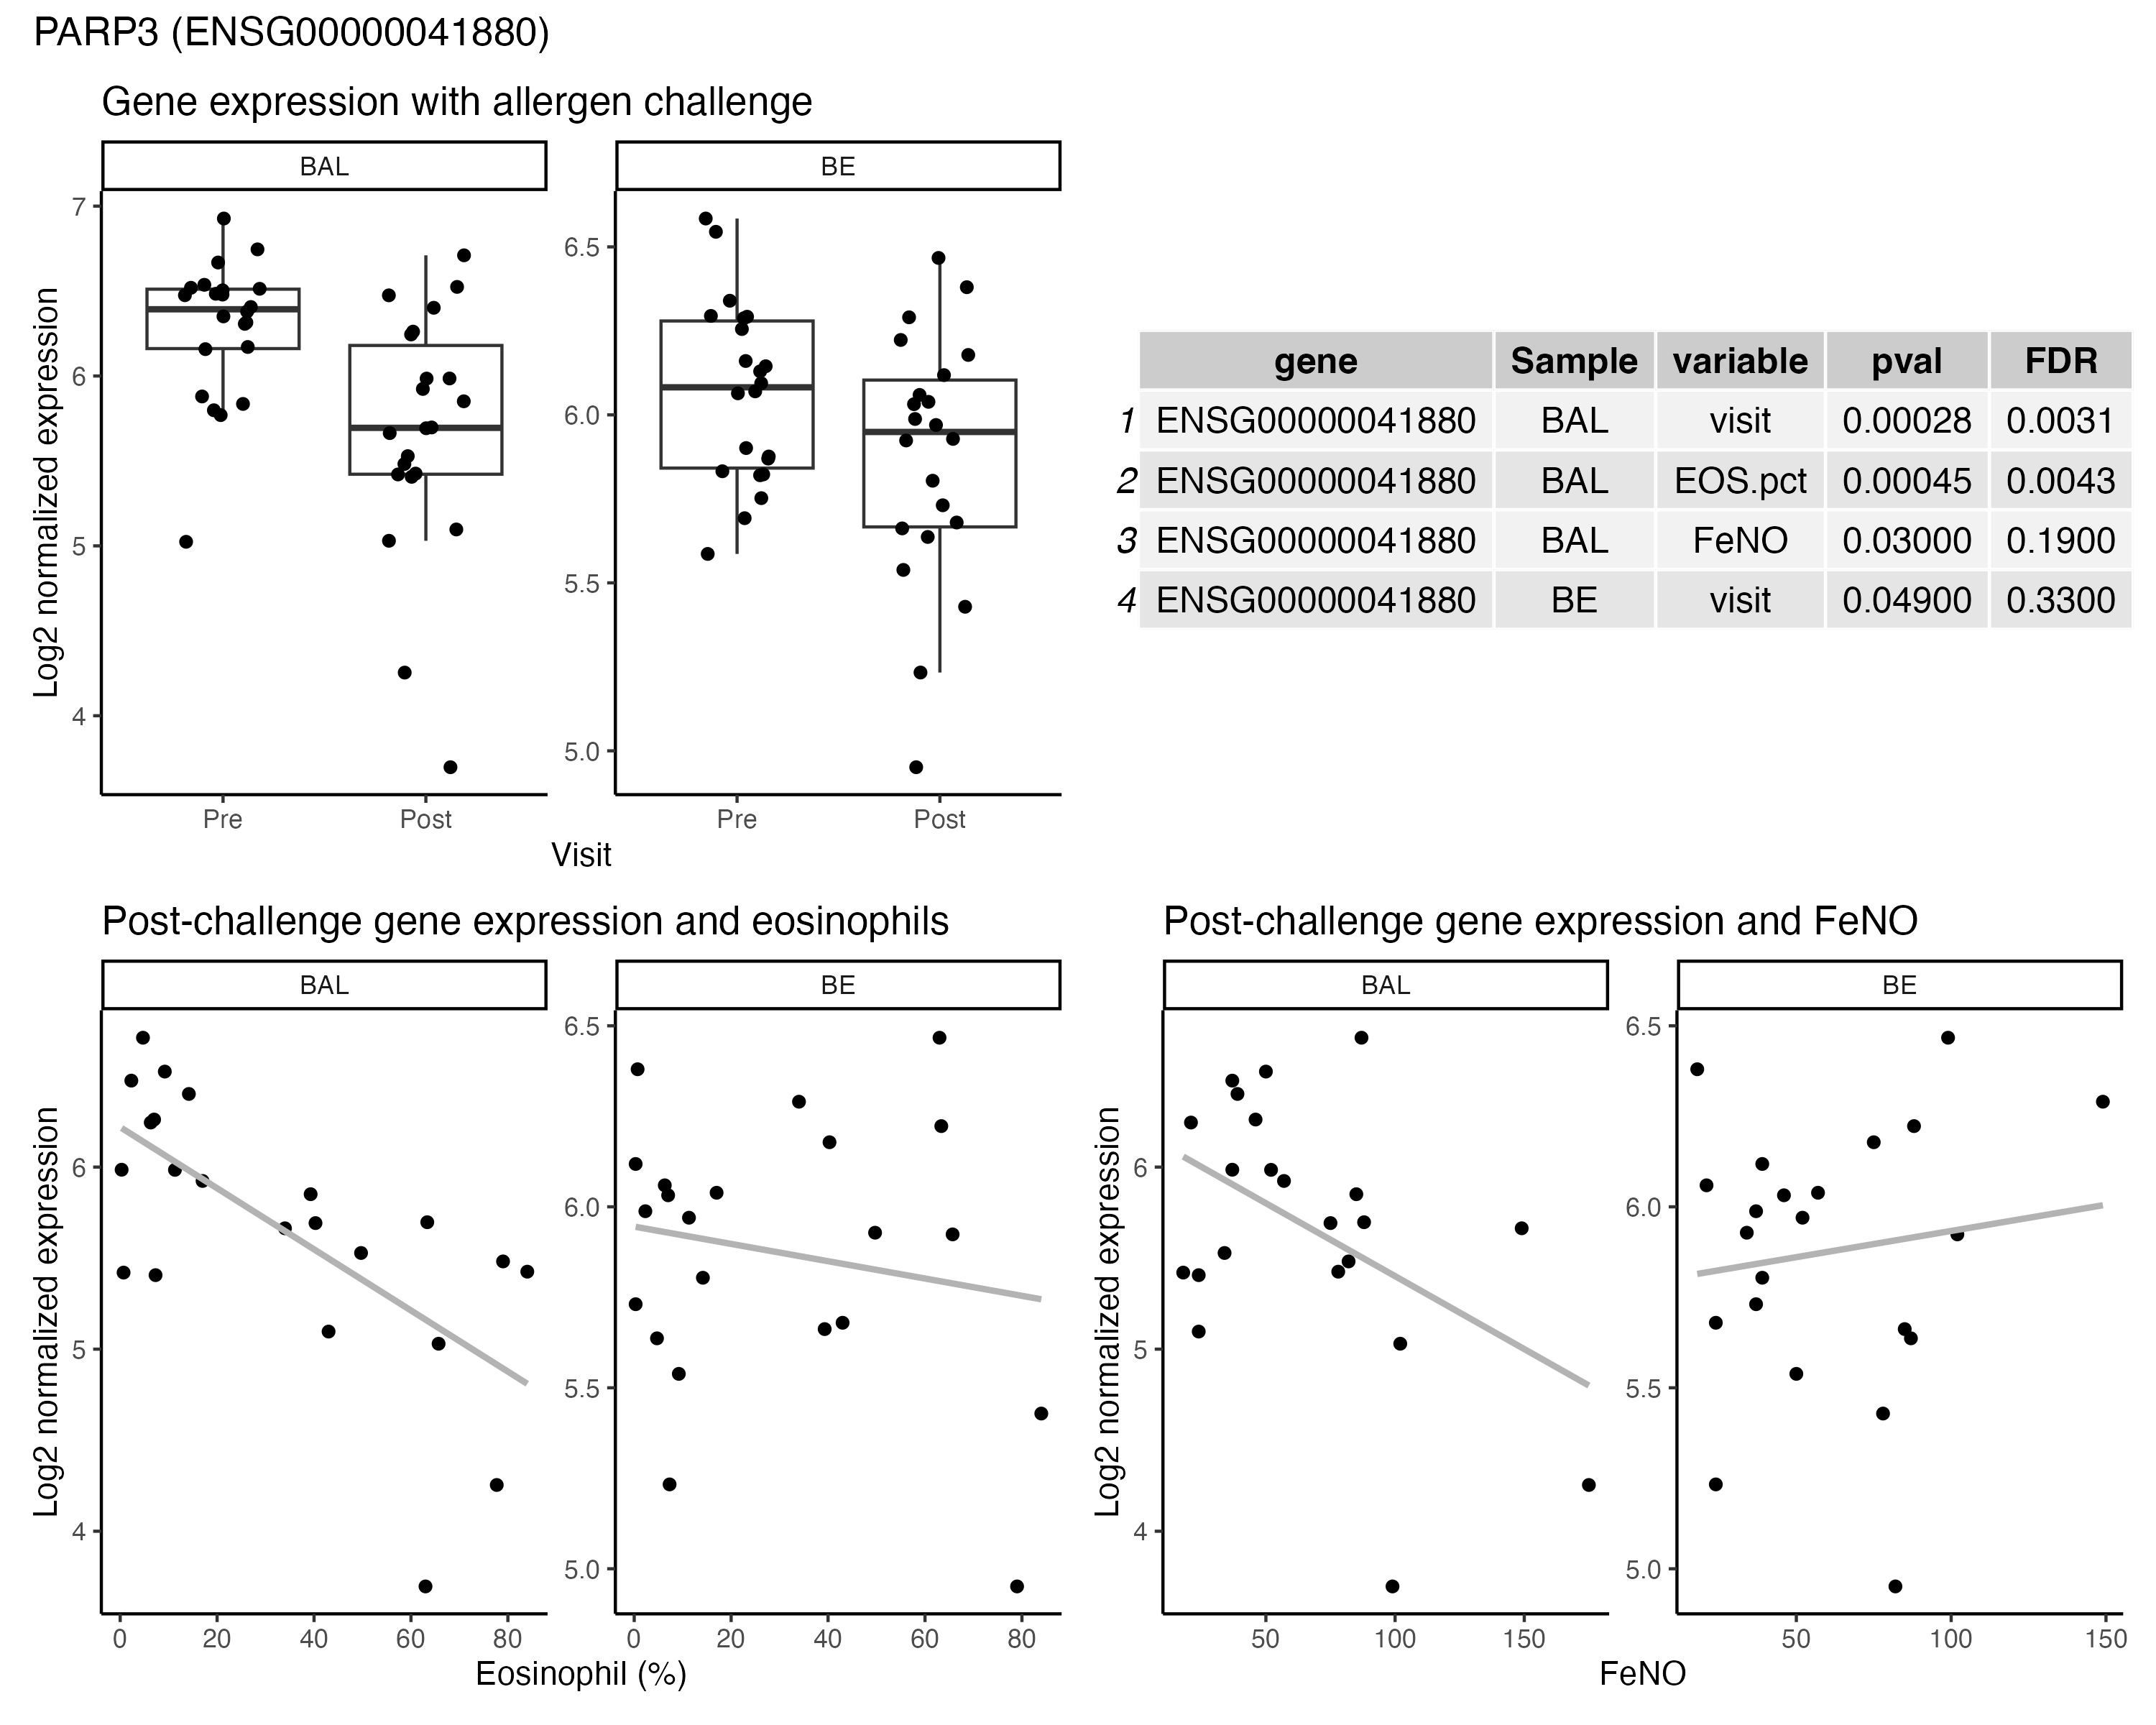 PARP3 (ENSG00000041880)
Gene expression with allergen challenge
BAL
BE
Log2 normalized expression
7
6
5
4
6.5
6.0
5.5
5.0
Pre
Post
Pre
Post
Visit
gene Sample variable pval FDR
1 ENSG00000041880 BAL visit 0.00028 0.0031
2 ENSG00000041880 BAL EOS.pct 0.00045 0.0043
3 ENSG00000041880 BAL FeNO 0.03000 0.1900
4 ENSG00000041880 BE visit 0.04900 0.3300
Post-challenge gene expression and eosinophils
BAL
BE
Log2 normalized expression
6
5
4
6.5
6.0
5.5
5.0
0 20 40 60 80
0 20 40 60 80
Eosinophil (%)
Post-challenge gene expression and FeNO
BAL
BE
Log2 normalized expression
6
5
4
6.5
6.0
5.5
5.0
50 100 150
50 100 150
FeNO